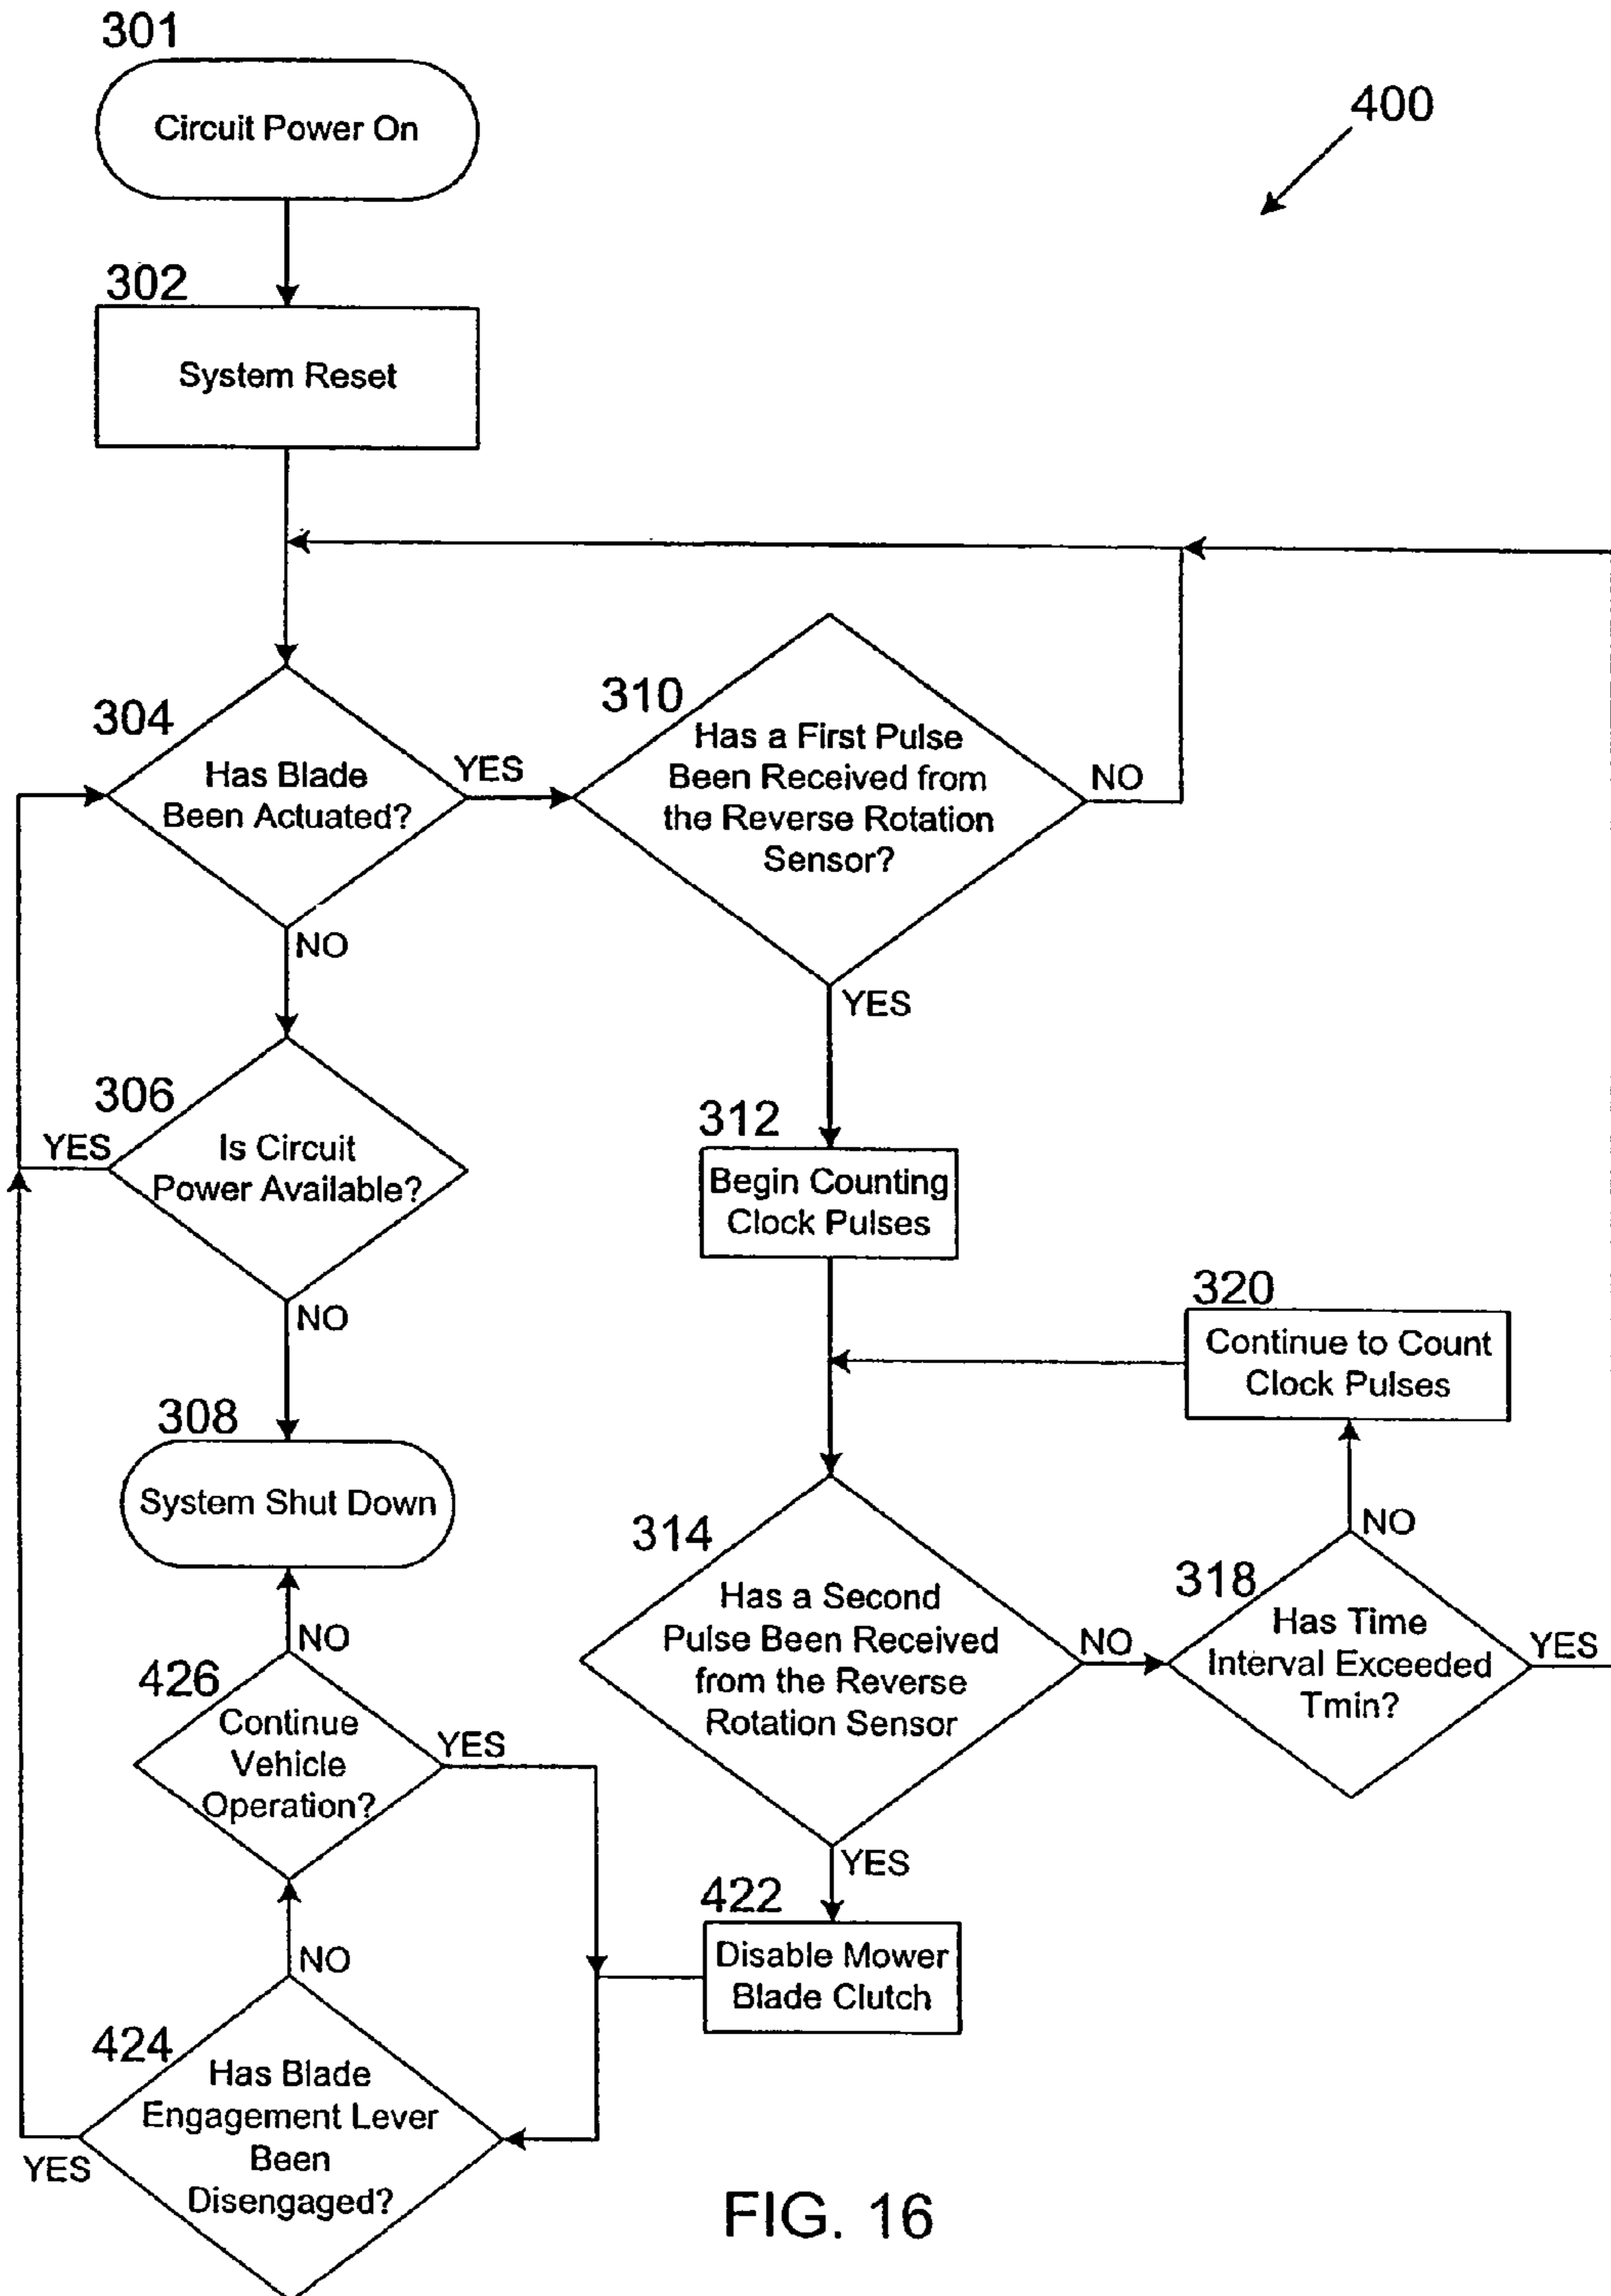 301
Circuit Power On
400
302
System Reset
304
Has Blade
Been Actuated?
YES
NO
310
Has a First Pulse
Been Received from
the Reverse Rotation
Sensor?
NO
YES
306
Is Circuit
Power Available?
YES
NO
312
Begin Counting
Clock Pulses
320
Continue to Count
Clock Pulses
308
System Shut Down
314
Has a Second
Pulse Been Received
from the Reverse
Rotation Sensor
NO
YES
318
Has Time
Interval Exceeded
Tmin?
NO
YES
NO
426
Continue
Vehicle
Operation?
YES
422
Disable Mower
Blade Clutch
NO
424
Has Blade
Engagement Lever
Been
Disengaged?
YES
FIG. 16